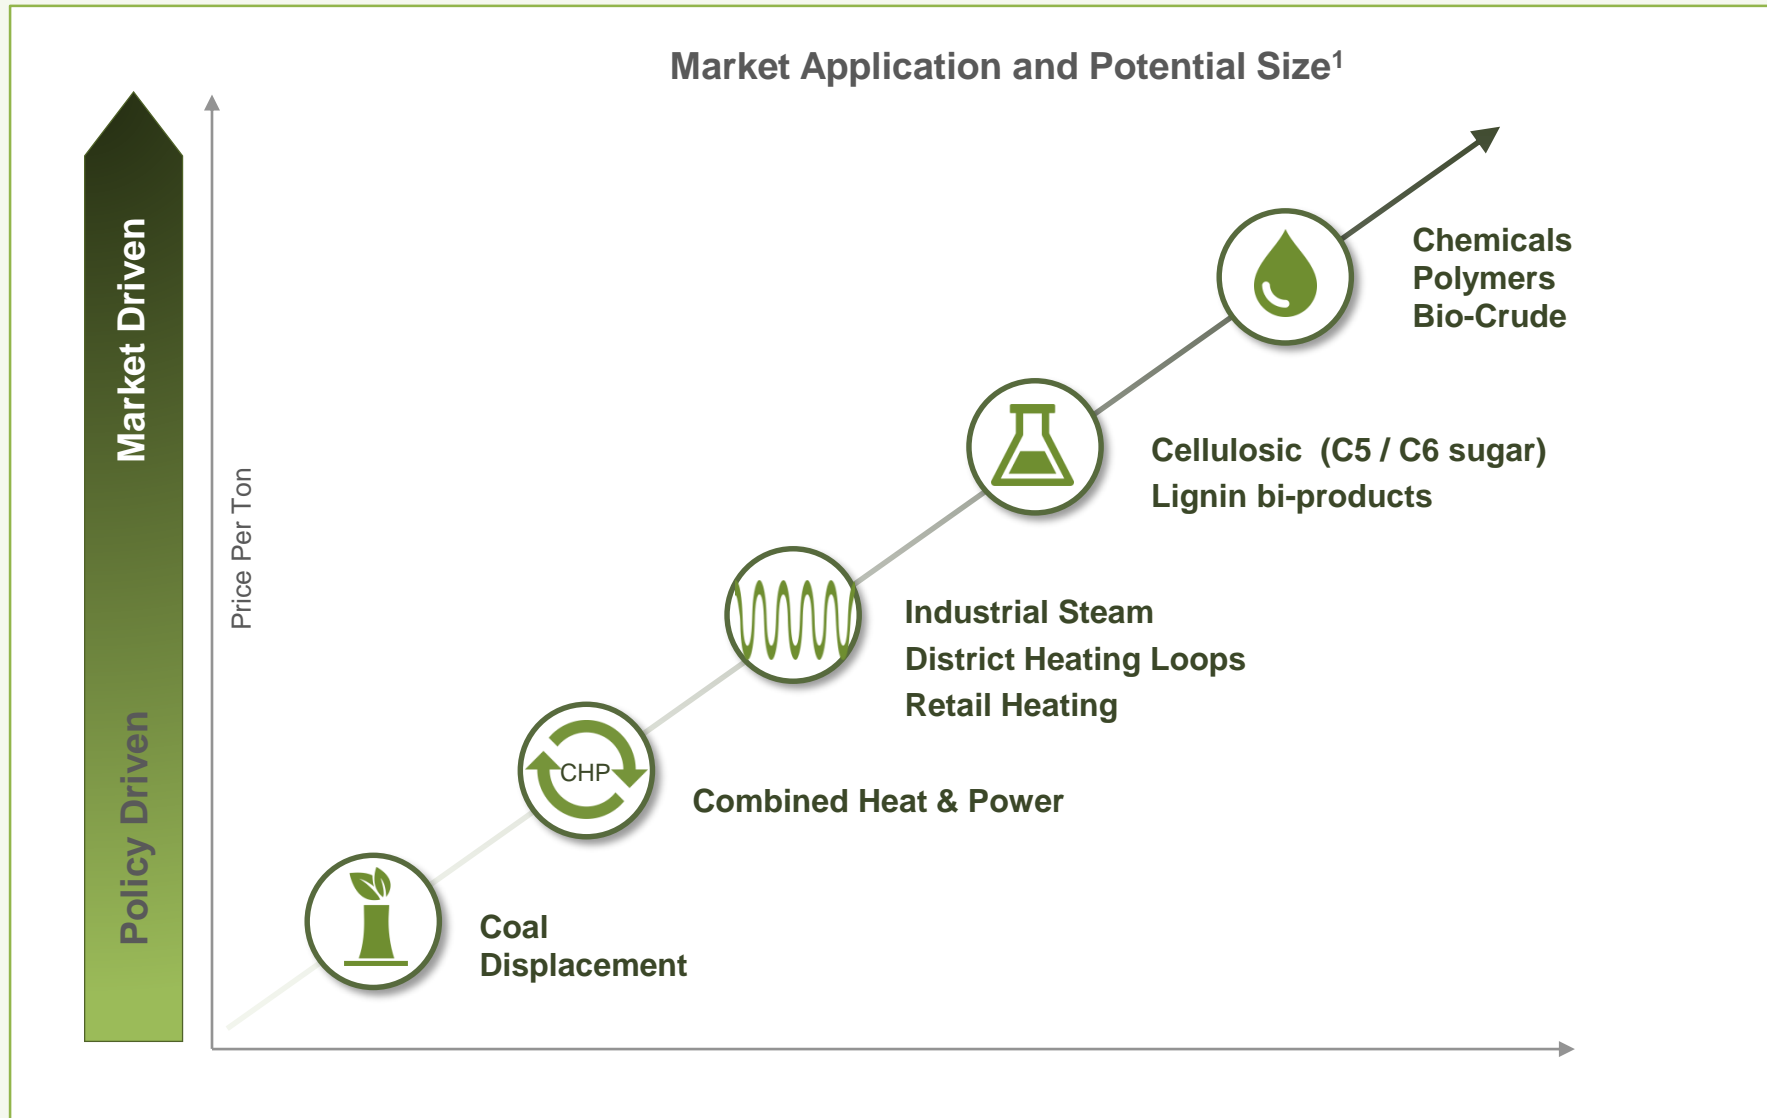 Market Application and Potential Size¹
Market Driven
Policy Driven
Price Per Ton
Chemicals
Polymers
Bio-Crude
Cellulosic (C5 / C6 sugar)
Lignin bi-products
Industrial Steam
District Heating Loops
Retail Heating
CHP
Combined Heat & Power
Coal
Displacement